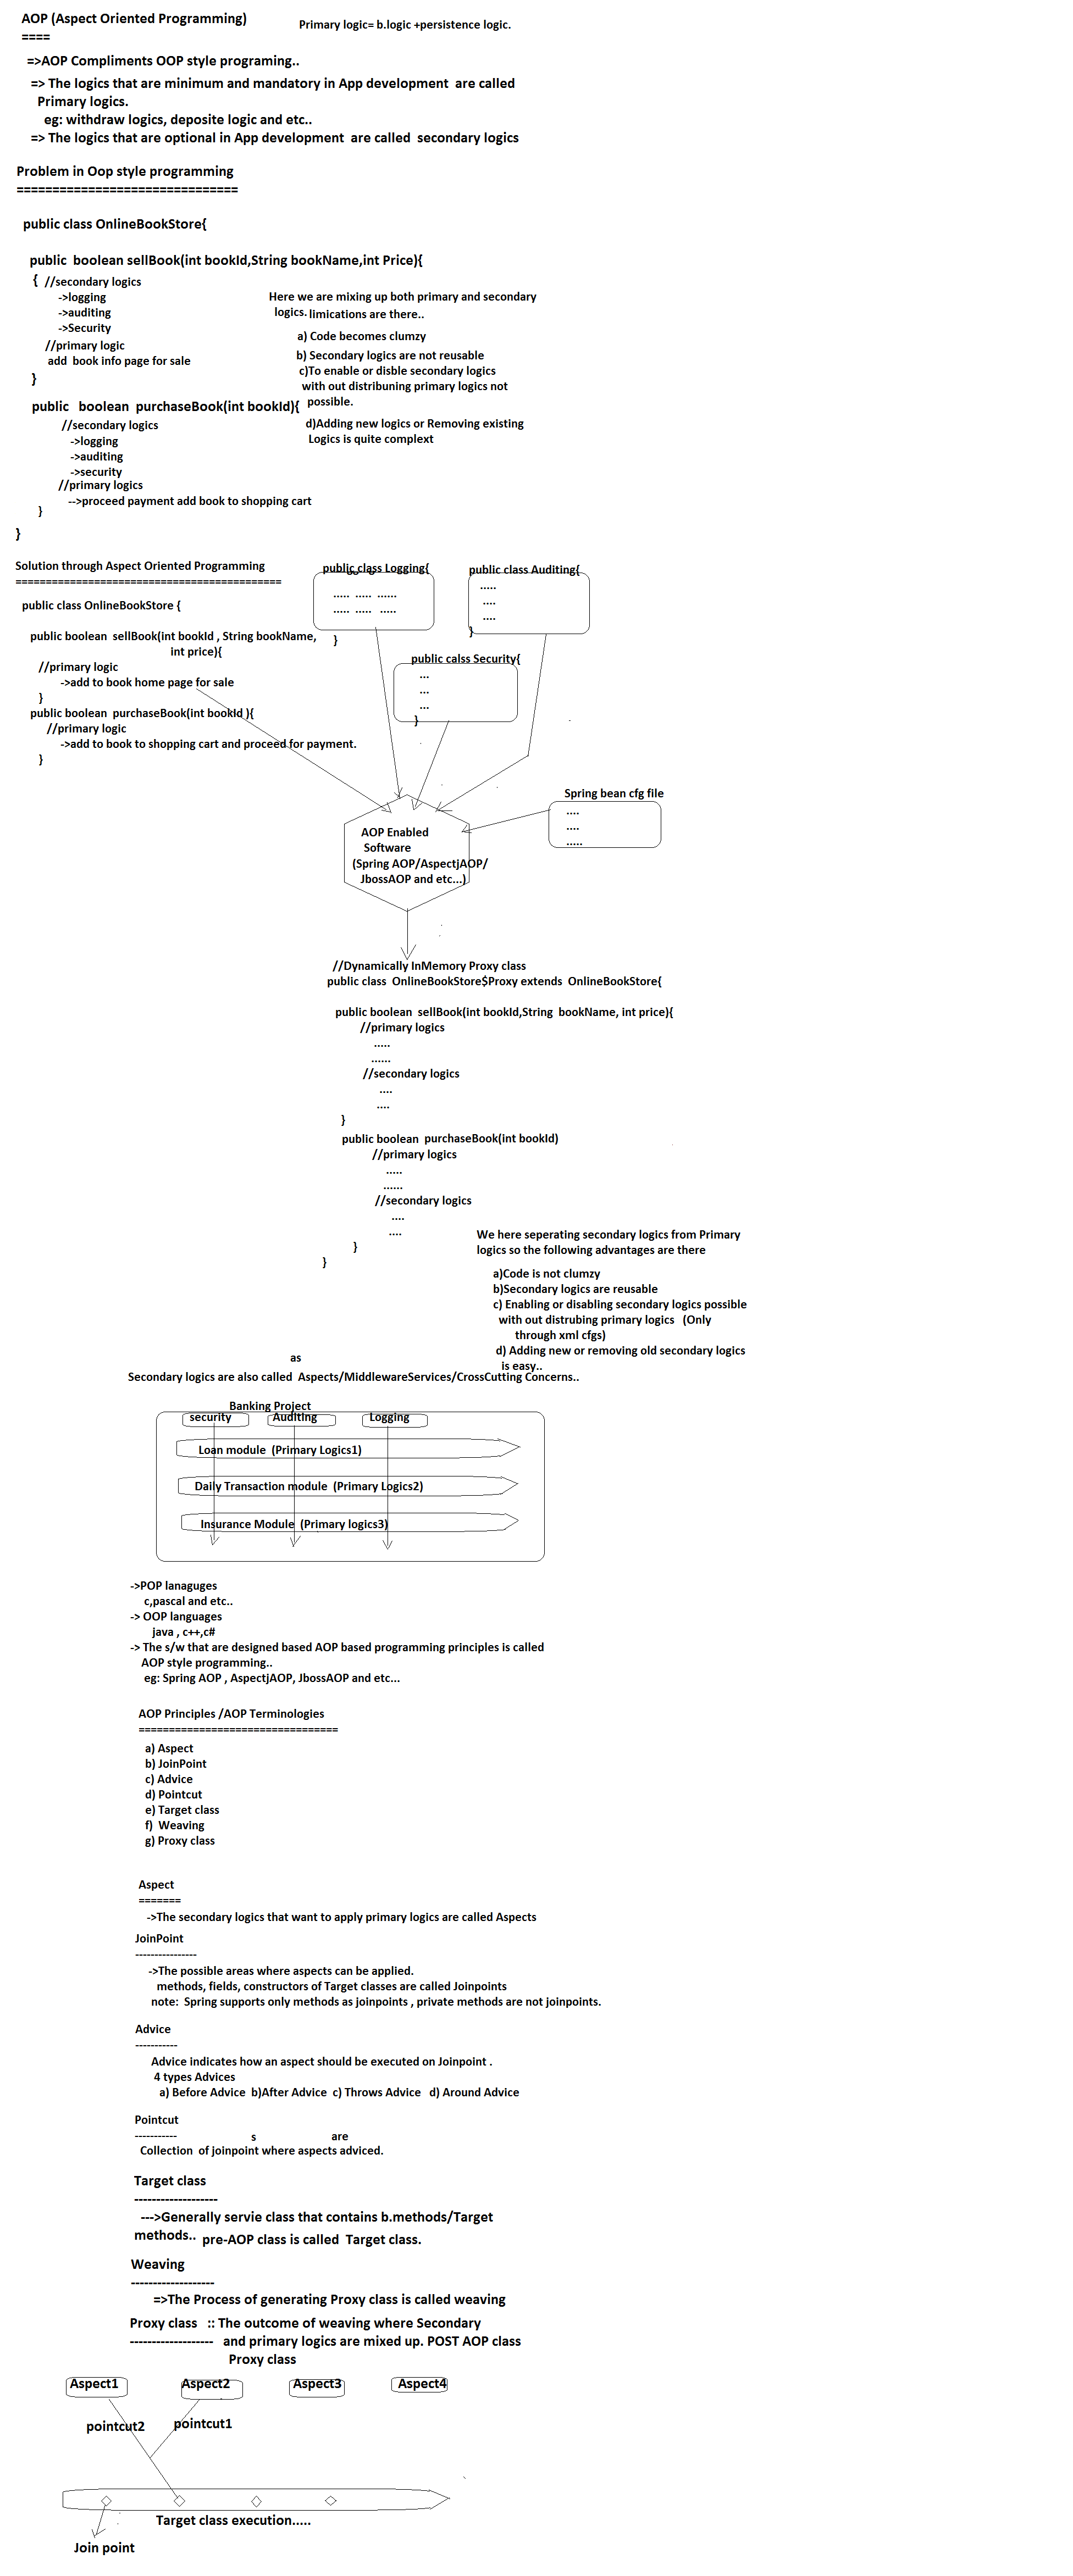 AOP (Aspect Oriented Programming)
====
Primary logic= b.logic +persistence logic.
=>AOP Compliments OOP style programing..
=> The logics that are minimum and mandatory in App development  are called
Primary logics.
eg: withdraw logics, deposite logic and etc..
=> The logics that are optional in App development  are called  secondary logics
Problem in Oop style programming
===============================
public class OnlineBookStore{
public  boolean sellBook(int bookId,String bookName,int Price){
{  //secondary logics
->logging
->auditing
->Security
//primary logic
add  book info page for sale
}
Here we are mixing up both primary and secondary
logics. limications are there..
a) Code becomes clumzy
b) Secondary logics are not reusable
c)To enable or disble secondary logics
with out distribuning primary logics not
possible.
d)Adding new logics or Removing existing
Logics is quite complext
public   boolean  purchaseBook(int bookId){
//secondary logics
->logging
->auditing
->security
//primary logics
-->proceed payment add book to shopping cart
}
}
Solution through Aspect Oriented Programming
============================================
public class OnlineBookStore {
public boolean  sellBook(int bookId , String bookName,
int price){
//primary logic
->add to book home page for sale
}
public boolean  purchaseBook(int bookId ){
//primary logic
->add to book to shopping cart and proceed for payment.
}
public class Logging{
.....  .....  ......
.....  .....   .....
}
public class Auditing{
.....
....
....
}
public calss Security{
...
...
...
}
Spring bean cfg file
....
....
.....
AOP Enabled
Software
(Spring AOP/AspectjAOP/
JbossAOP and etc...)
//Dynamically InMemory Proxy class
public class  OnlineBookStore$Proxy extends  OnlineBookStore{
public boolean  sellBook(int bookId,String  bookName, int price){
//primary logics
.....
......
//secondary logics
....
....
}
public boolean  purchaseBook(int bookId)
//primary logics
.....
......
//secondary logics
....
....
}
}
We here seperating secondary logics from Primary
logics so the following advantages are there
a)Code is not clumzy
b)Secondary logics are reusable
c) Enabling or disabling secondary logics possible
with out distrubing primary logics   (Only
through xml cfgs)
d) Adding new or removing old secondary logics
is easy..
as
Secondary logics are also called  Aspects/MiddlewareServices/CrossCutting Concerns..
Banking Project
security
Auditing
Logging
Loan module  (Primary Logics1)
Daily Transaction module  (Primary Logics2)
Insurance Module  (Primary logics3)
->POP lanaguges
c,pascal and etc..
-> OOP languages
java , c++,c#
-> The s/w that are designed based AOP based programming principles is called
AOP style programming..
eg: Spring AOP , AspectjAOP, JbossAOP and etc...
AOP Principles /AOP Terminologies
=================================
a) Aspect
b) JoinPoint
c) Advice
d) Pointcut
e) Target class
f)  Weaving
g) Proxy class
Aspect
=======
->The secondary logics that want to apply primary logics are called Aspects
JoinPoint
----------------
->The possible areas where aspects can be applied.
methods, fields, constructors of Target classes are called Joinpoints
note:  Spring supports only methods as joinpoints , private methods are not joinpoints.
Advice
-----------
Advice indicates how an aspect should be executed on Joinpoint .
4 types Advices
a) Before Advice  b)After Advice  c) Throws Advice   d) Around Advice
Pointcut
-----------
s are
Collection  of joinpoint where aspects adviced.
Target class
-------------------
--->Generally servie class that contains b.methods/Target
methods..  pre-AOP class is called  Target class.
Weaving
-------------------
=>The Process of generating Proxy class is called weaving
Proxy class   :: The outcome of weaving where Secondary
-------------------  and primary logics are mixed up. POST AOP class
Proxy class
Aspect1
Aspect2
Aspect3
Aspect4
pointcut2
pointcut1
Target class execution.....
Join point